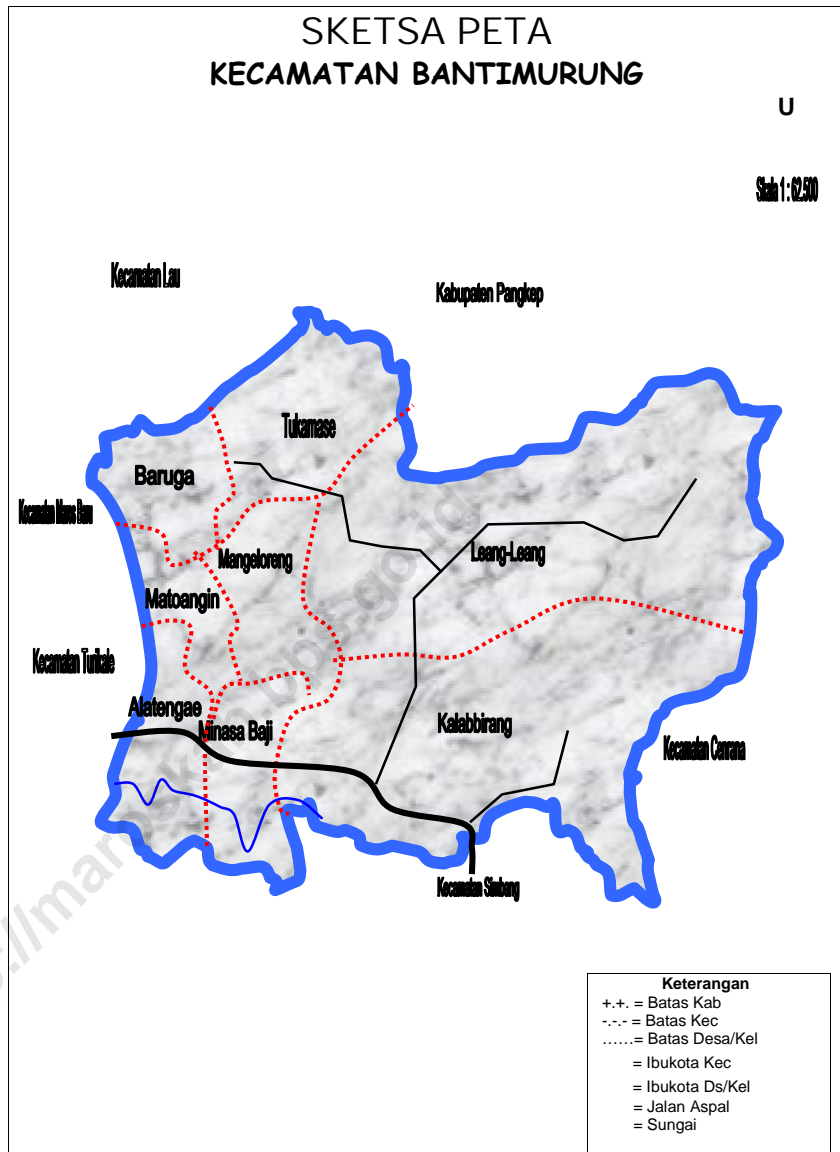 SKETSA PETA
KECAMATAN BANTIMURUNG
U
Skala 1 : 62.500
Kecamatan Lau
Kabupaten Pangkep
Tukamase
Baruga
Kecamatan Maros Baru
Mangeloreng
Leang-Leang
Matoangin
Kecamatan Turikale
Alatengae
Minasa Baji
Kalabbirang
Kecamatan Cenrana
Kecamatan Simbang
Keterangan
+.+. = Batas Kab
-.-.- = Batas Kec
......= Batas Desa/Kel
= Ibukota Kec
= Ibukota Ds/Kel
= Jalan Aspal
= Sungai